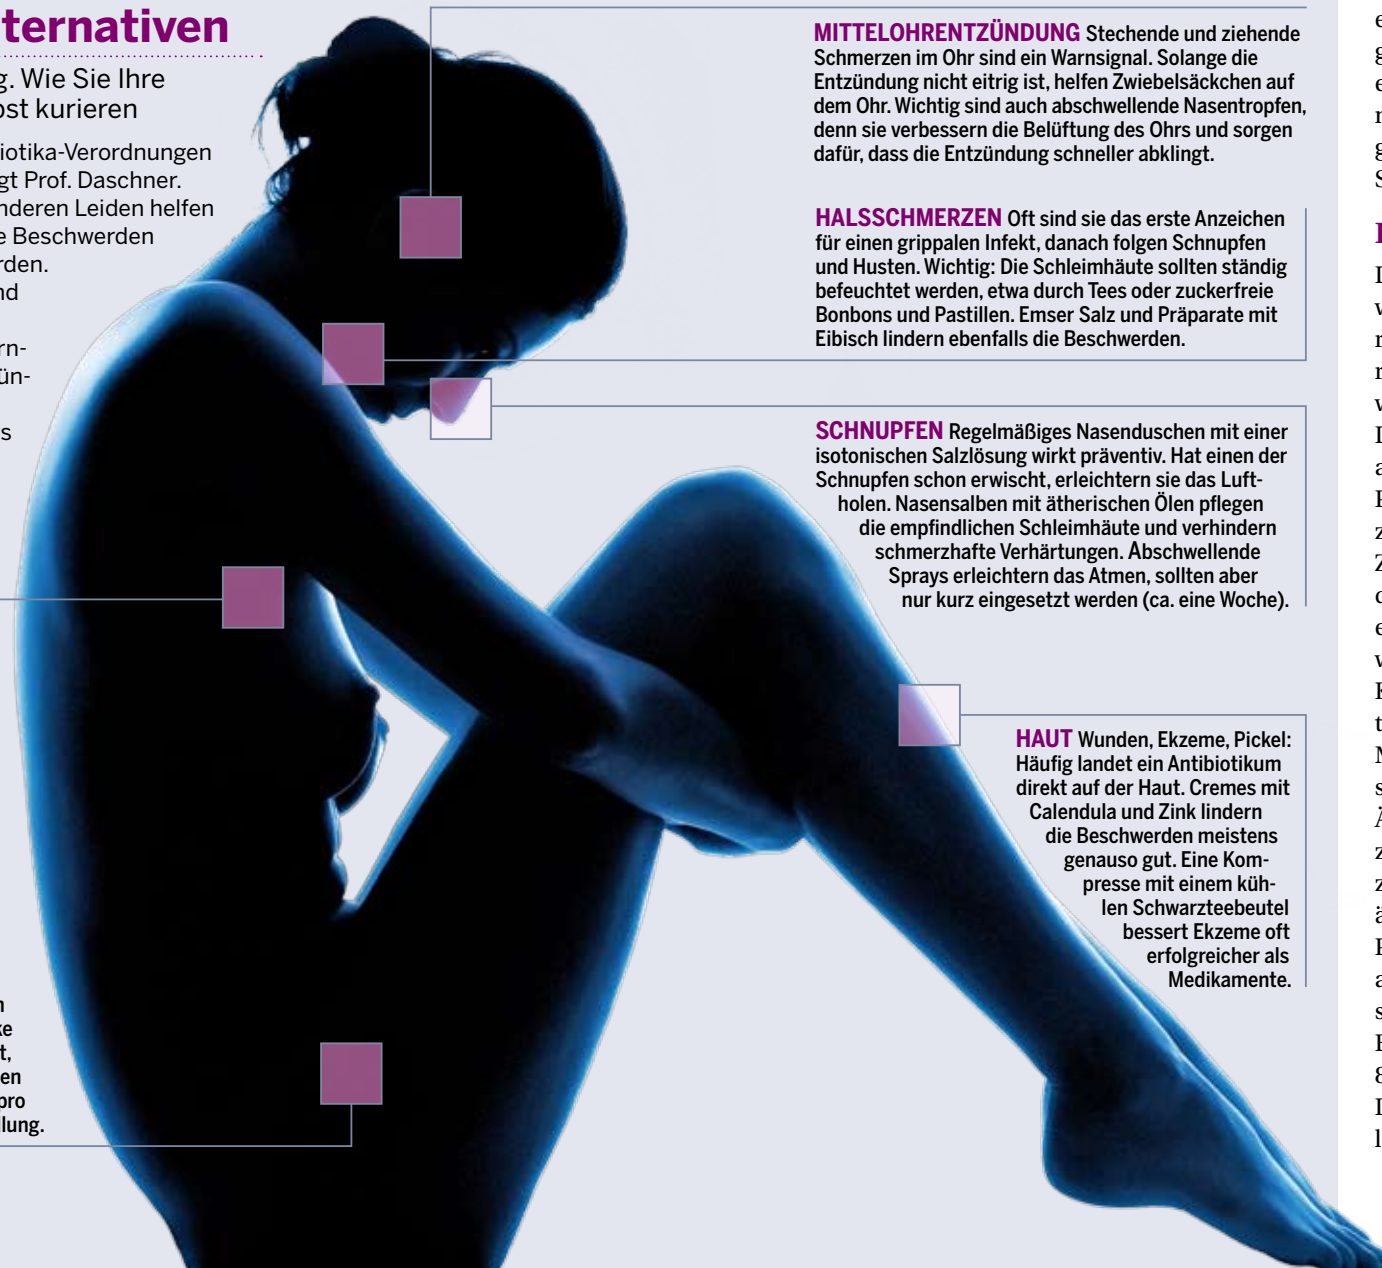 ternativen
g. Wie Sie Ihre
bst kurieren
biotika-Verordnungen
gt Prof. Daschner.
nderen Leiden helfen
e Beschwerden
rden.
nd
rn-
ün-
s
MITTELOHRENTZÜNDUNG Stechende und ziehende
Schmerzen im Ohr sind ein Warnsignal. Solange die
Entzündung nicht eitrig ist, helfen Zwiebelsäckchen auf
dem Ohr. Wichtig sind auch abschwellende Nasentropfen,
denn sie verbessern die Belüftung des Ohrs und sorgen
dafür, dass die Entzündung schneller abklingt.
HALSSCHMERZEN Oft sind sie das erste Anzeichen
für einen grippalen Infekt, danach folgen Schnupfen
und Husten. Wichtig: Die Schleimhäute sollten ständig
befeuchtet werden, etwa durch Tees oder zuckerfreie
Bonbons und Pastillen. Emser Salz und Präparate mit
Eibisch lindern ebenfalls die Beschwerden.
SCHNUPFEN Regelmäßiges Nasenduschen mit einer
isotonischen Salzlösung wirkt präventiv. Hat einen der
Schnupfen schon erwischt, erleichtern sie das Luft-
holen. Nasensalben mit ätherischen Ölen pflegen
die empfindlichen Schleimhäute und verhindern
schmerzhafte Verhärtungen. Abschwellende
Sprays erleichtern das Atmen, sollten aber
nur kurz eingesetzt werden (ca. eine Woche).
HAUT Wunden, Ekzeme, Pickel:
Häufig landet ein Antibiotikum
direkt auf der Haut. Cremes mit
Calendula und Zink lindern
die Beschwerden meistens
genauso gut. Eine Kom-
presse mit einem küh-
len Schwarzteebeutel
bessert Ekzeme oft
erfolgreicher als
Medikamente.
n
ke
t,
en
pro
lung.